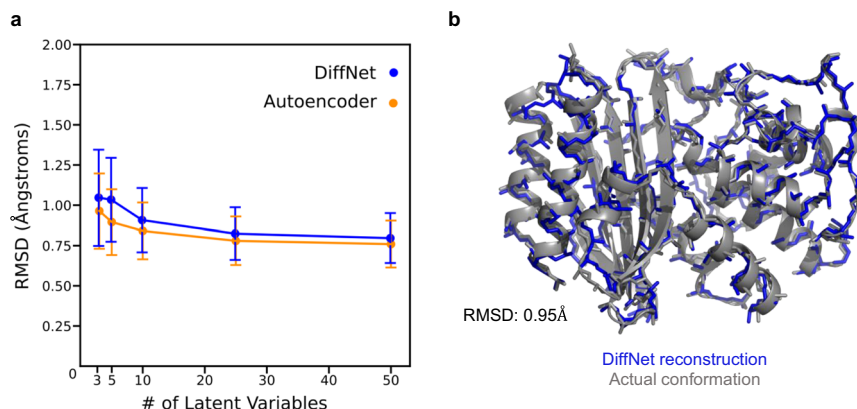 a
2.00
1.75
1.50
1.25
1.00
0.75
0.50
0.25
0
RMSD (Ångstroms)
DiffNet
Autoencoder
3 5 10 20 30 40 50
# of Latent Variables
b
RMSD: 0.95Å
DiffNet reconstruction
Actual conformation